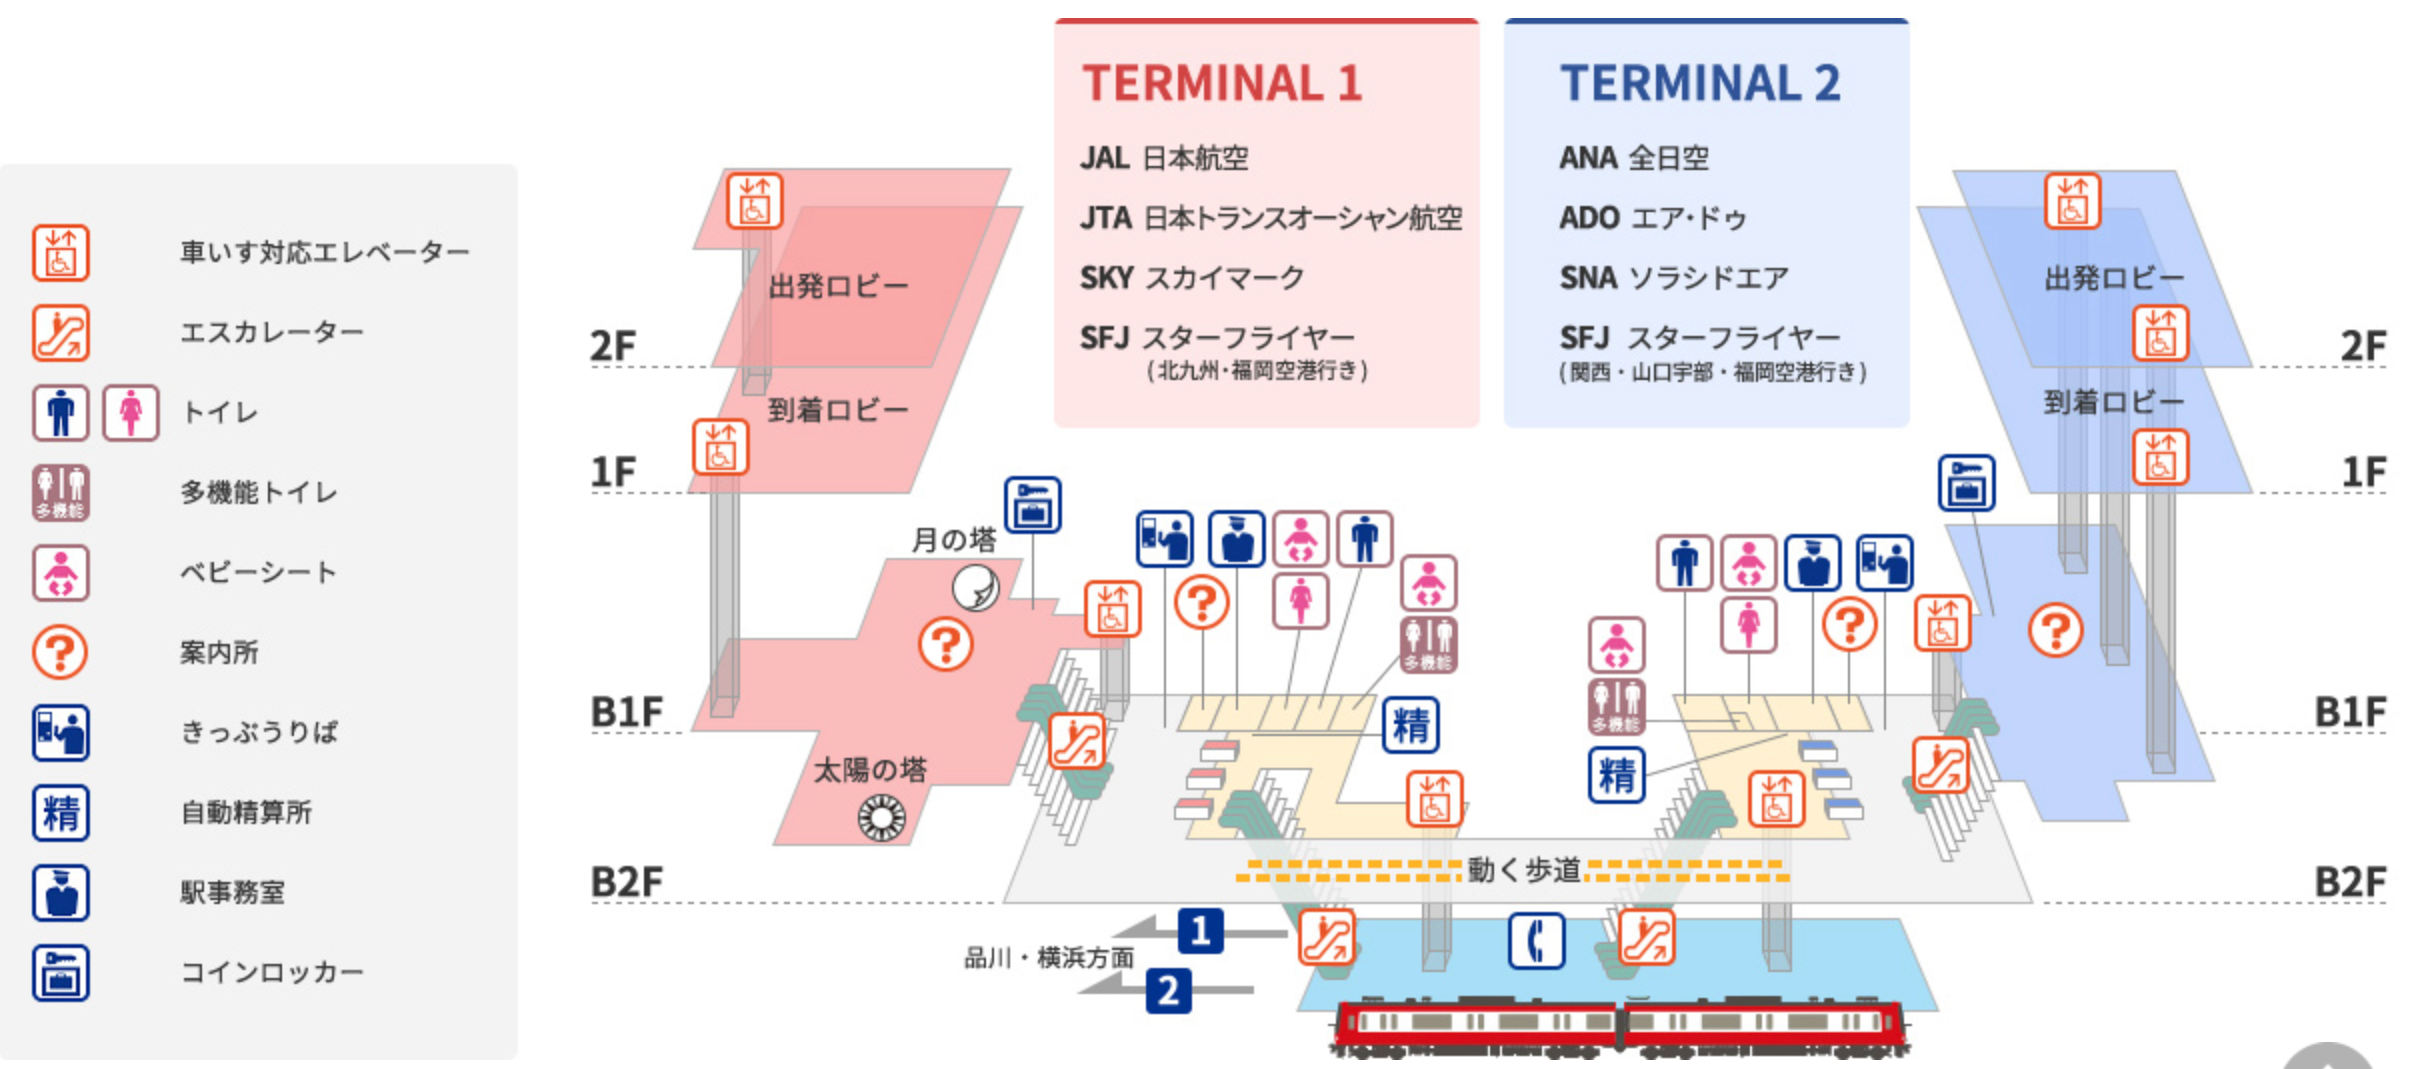 車いす対応エレベーター
エスカレーター
トイレ
多機能
多機能トイレ
ベビーシート
? 案内所
きっぷうりば
精 自動精算所
駅事務室
コインロッカー
TERMINAL 1
JAL 日本航空
JTA 日本トランスオーシャン航空
SKY スカイマーク
SFJ スターフライヤー
(北九州・福岡空港行き)
TERMINAL 2
ANA 全日空
ADO エア・ドゥ
SNA ソラシドエア
SFJ スターフライヤー
(関西・山口宇部・福岡空港行き)
出発ロビー
2F
到着ロビー
1F
月の塔
?
B1F
太陽の塔
B2F
?
多機能
精
出発ロビー
2F
到着ロビー
1F
?
?
多機能
精
B1F
B2F
動く歩道
1
品川・横浜方面
2